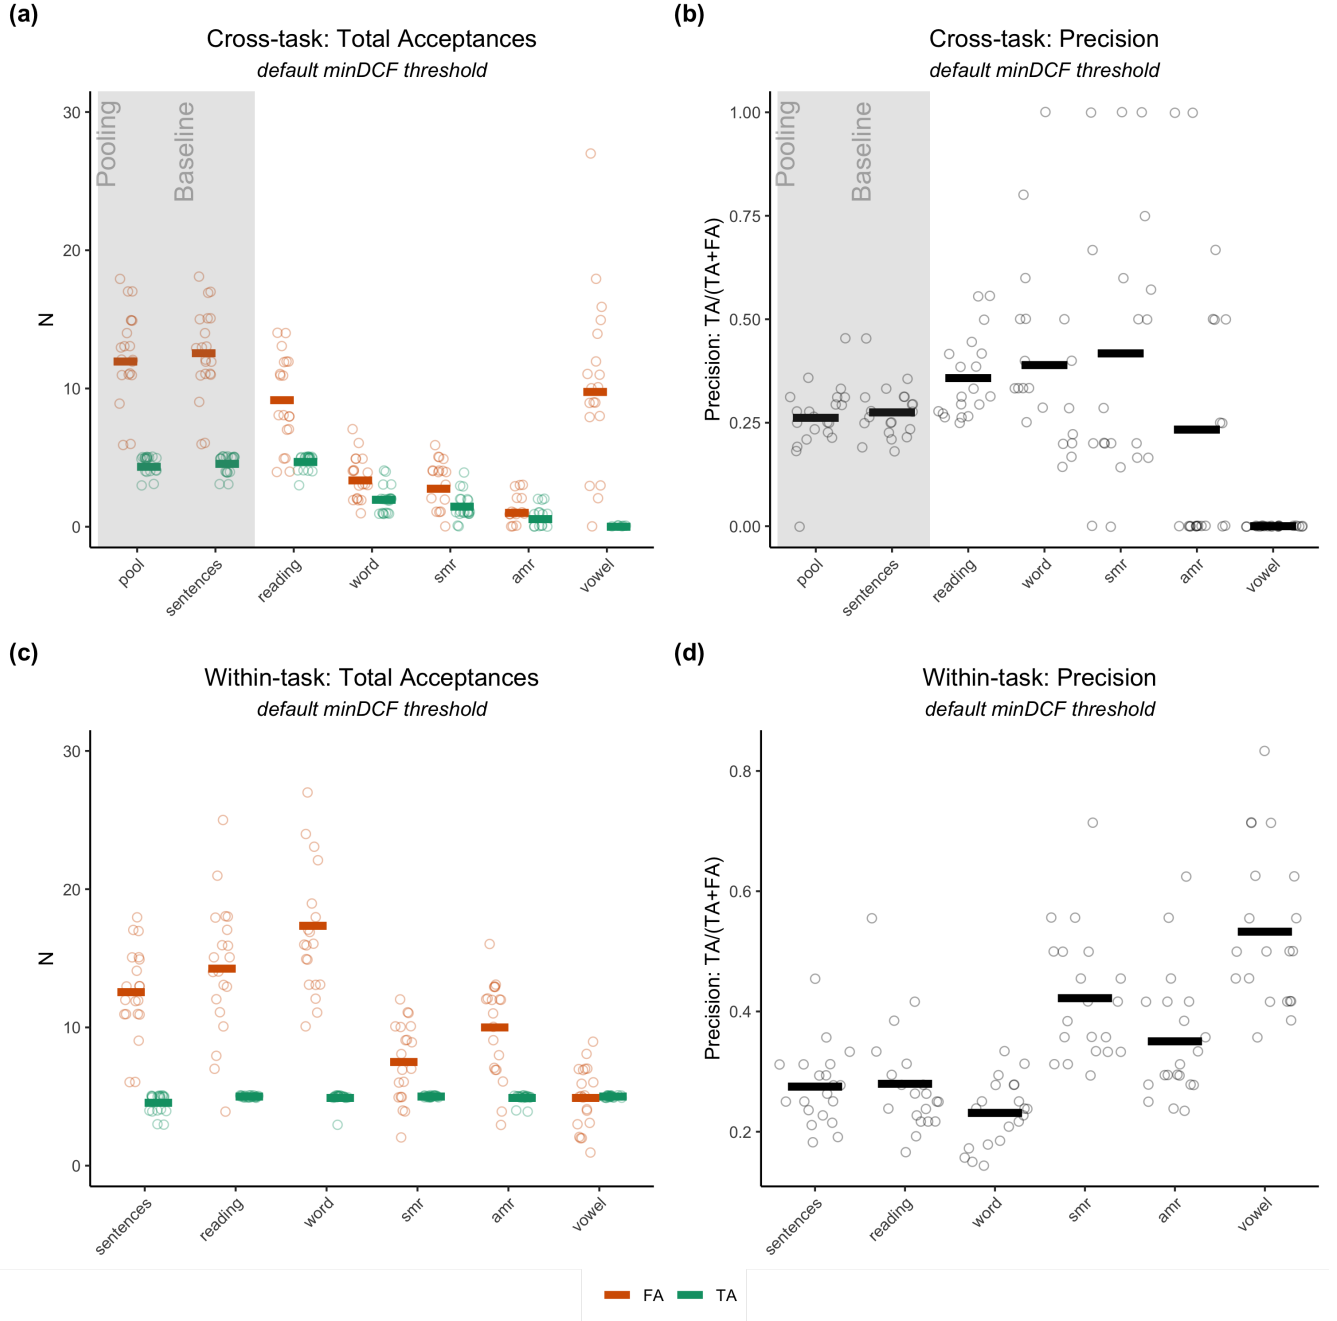 (a)
Cross-task: Total Acceptances
default minDCF threshold
Pooling
Baseline
N
30
20
10
0
pool
sentences
reading
word
smr
amr
vowel
(b)
Cross-task: Precision
default minDCF threshold
Pooling
Baseline
Precision: TA/(TA+FA)
1.00
0.75
0.50
0.25
0.00
pool
sentences
reading
word
smr
amr
vowel
(c)
Within-task: Total Acceptances
default minDCF threshold
N
30
20
10
0
sentences
reading
word
smr
amr
vowel
(d)
Within-task: Precision
default minDCF threshold
Precision: TA/(TA+FA)
0.8
0.6
0.4
0.2
sentences
reading
word
smr
amr
vowel
FA TA